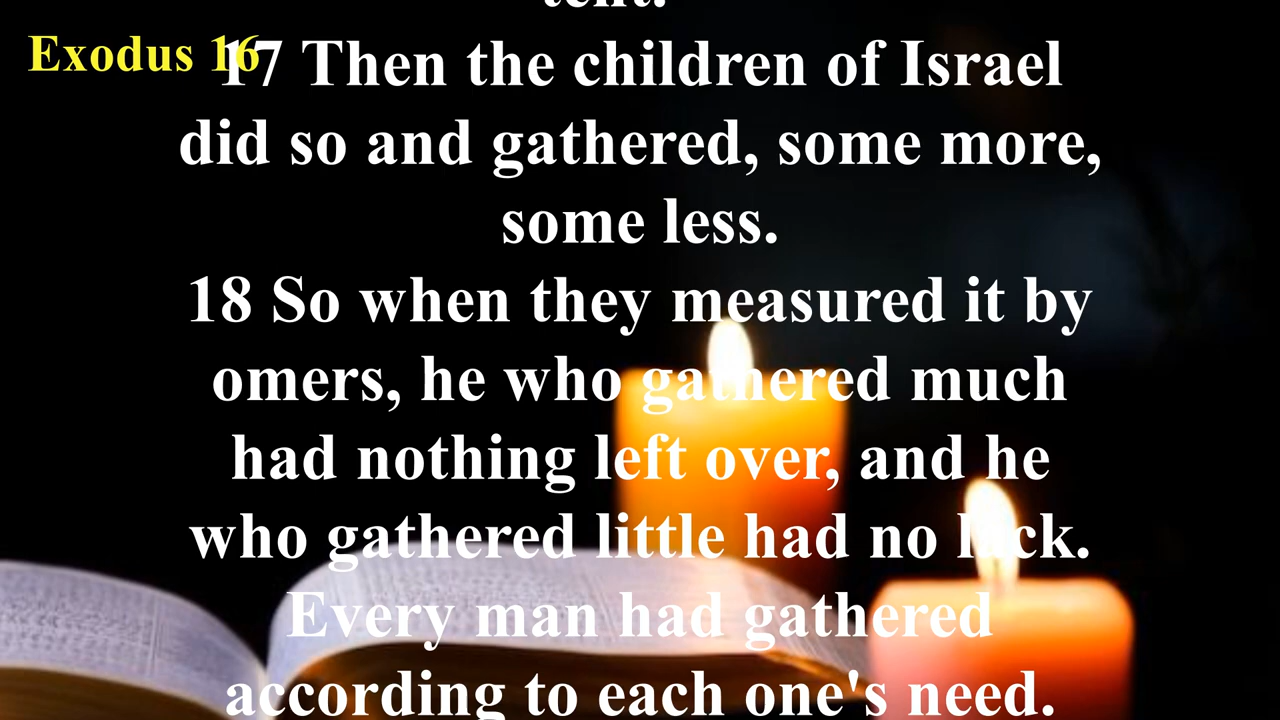 tent.
Exodus 16
17 Then the children of Israel
did so and gathered, some more,
some less.
18 So when they measured it by
omers, he who gathered much
had nothing left over, and he
who gathered little had no lack.
Every man had gathered
according to each one's need.